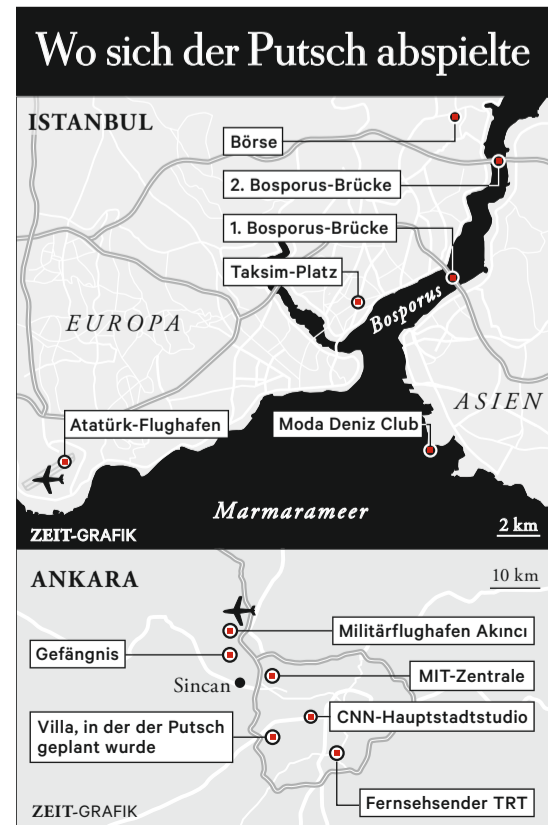 Wo sich der Putsch abspielte
ISTANBUL
Börse
2. Bosporus-Brücke
1. Bosporus-Brücke
Taksim-Platz
Bosporus
EUROPA
ASIEN
Atatürk-Flughafen
Moda Deniz Club
Marmarameer
ZEIT-GRAFIK
2 km
ANKARA
10 km
Militärflughafen Akıncı
Gefängnis
MIT-Zentrale
Sincan
CNN-Hauptstadtstudio
Villa, in der der Putsch
geplant wurde
Fernsehsender TRT
ZEIT-GRAFIK